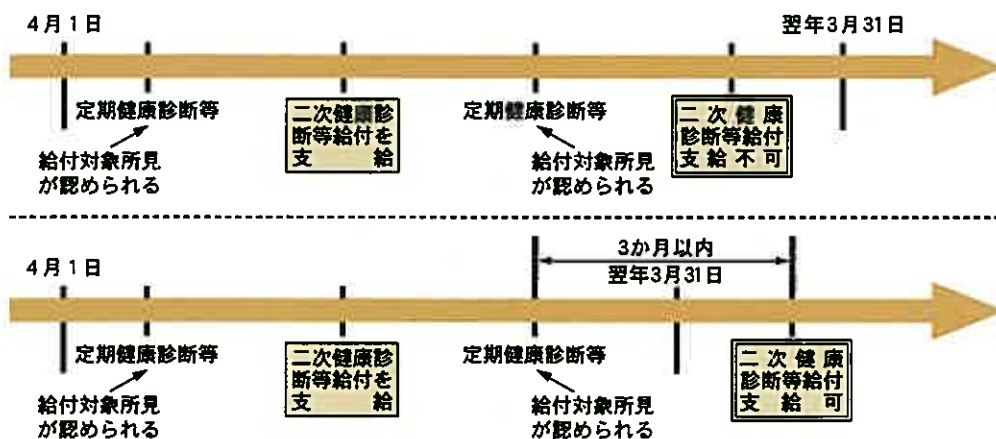 4月1日
翌年3月31日
定期健康診断等
二次健康診
断等給付を
支給
定期健康診断等
二次健康
診断等給付
支給不可
給付対象所見
が認められる
給付対象所見
が認められる
3か月以内
4月1日
翌年3月31日
定期健康診断等
二次健康診
断等給付を
支給
定期健康診断等
二次健康
診断等給付
支給可
給付対象所見
が認められる
給付対象所見
が認められる